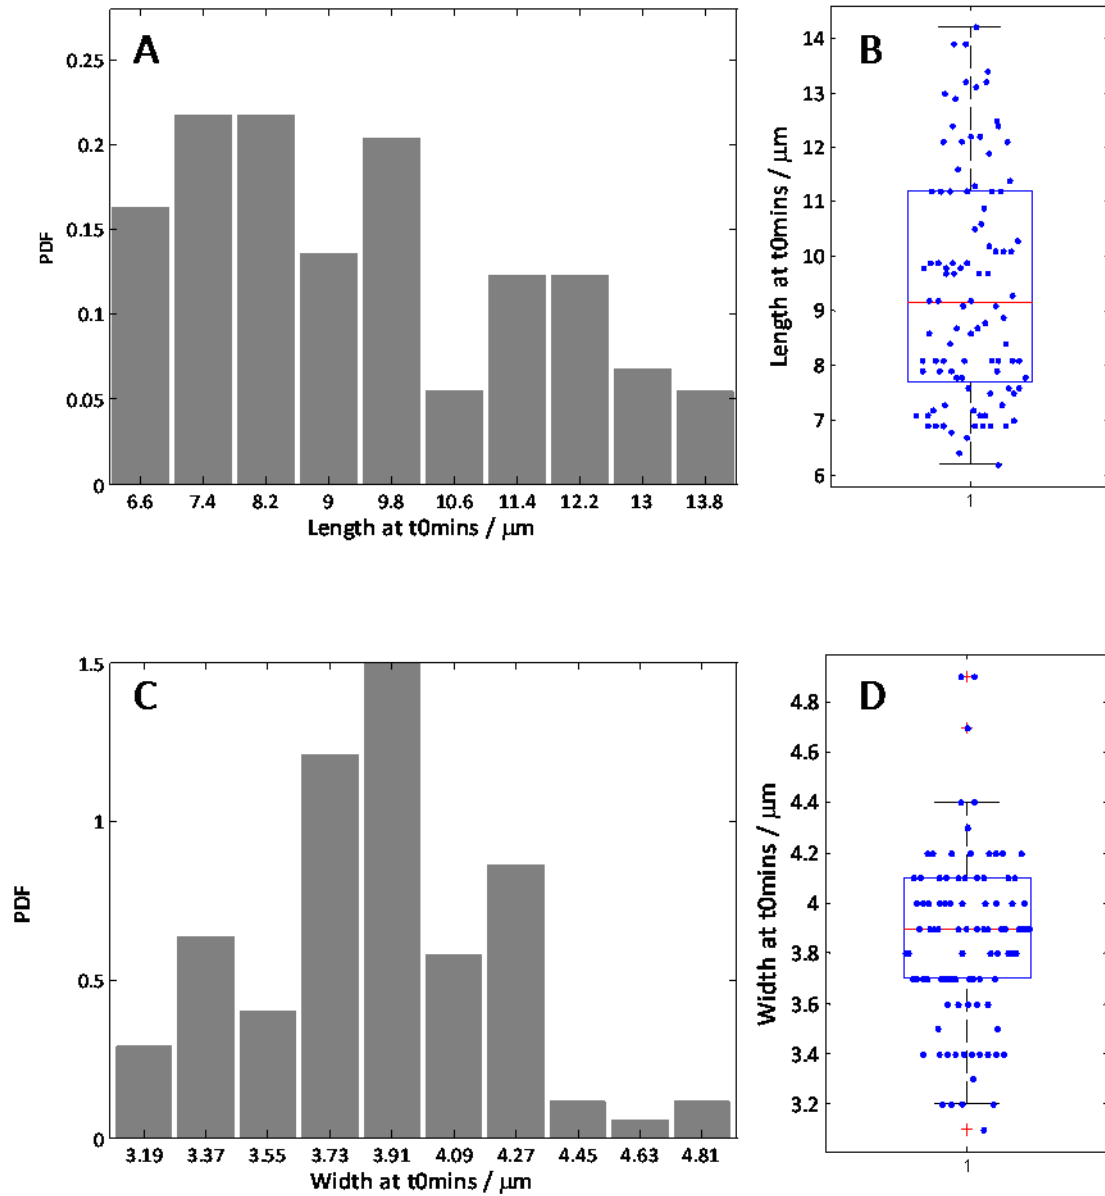 A
0.25
0.2
0.15
0.1
0.05
0
PDF
6.6 7.4 8.2 9 9.8 10.6 11.4 12.2 13 13.8
Length at t0mins / μm
B
14
13
12
11
10
9
8
7
6
Length at t0mins / μm
1
C
1.5
1
0.5
0
PDF
3.19 3.37 3.55 3.73 3.91 4.09 4.27 4.45 4.63 4.81
Width at t0mins / μm
D
4.8
4.6
4.4
4.2
4
3.8
3.6
3.4
3.2
Width at t0mins / μm
1